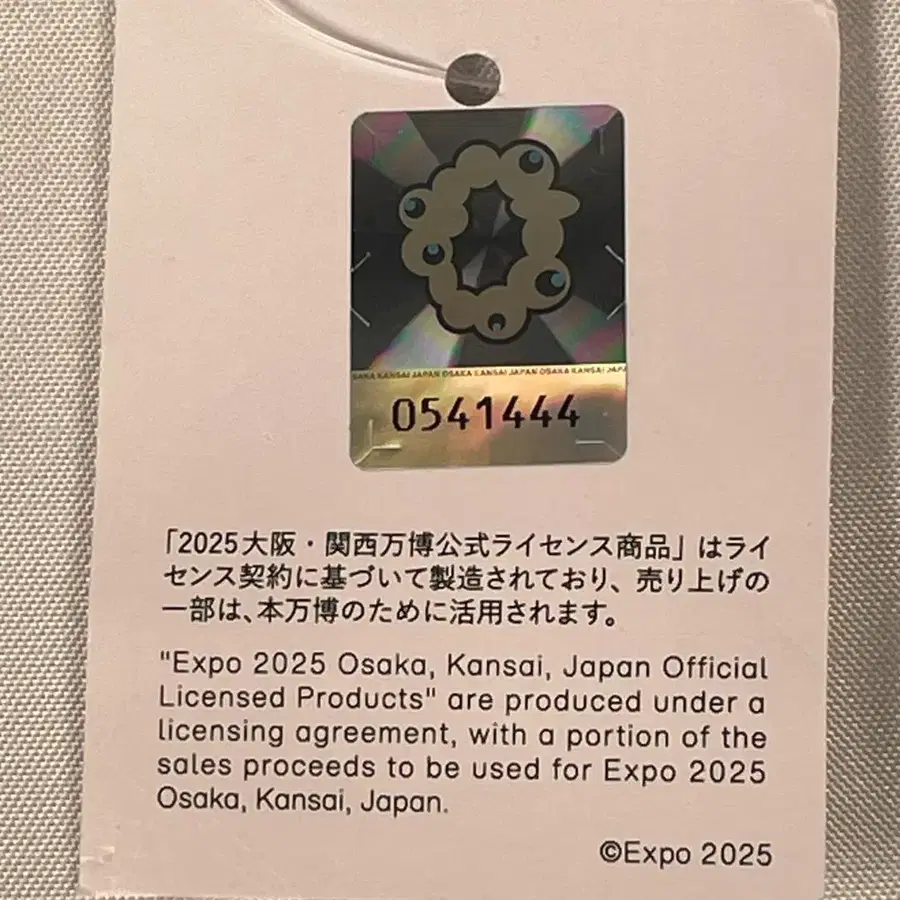 OSAKA KANSAI JAPAN OSAKA KANSAI JAPAN OSAKA KANSAI JAPA
0541444
「2025大阪・関西万博公式ライセンス商品」はライ
センス契約に基づいて製造されており、売り上げの
一部は、本万博のために活用されます。
"Expo 2025 Osaka, Kansai, Japan Official
Licensed Products" are produced under a
licensing agreement, with a portion of the
sales proceeds to be used for Expo 2025
Osaka, Kansai, Japan.
©Expo 2025